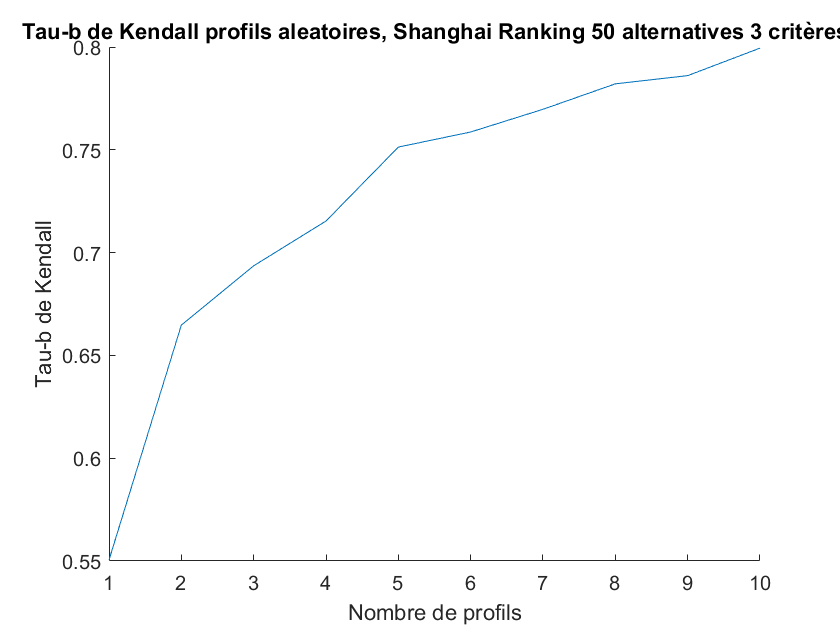 Tau-b de Kendall profils aleatoires, Shanghai Ranking 50 alternatives 3 critères
0.8
0.75
0.7
0.65
0.6
0.55
Tau-b de Kendall
1 2 3 4 5 6 7 8 9 10
Nombre de profils